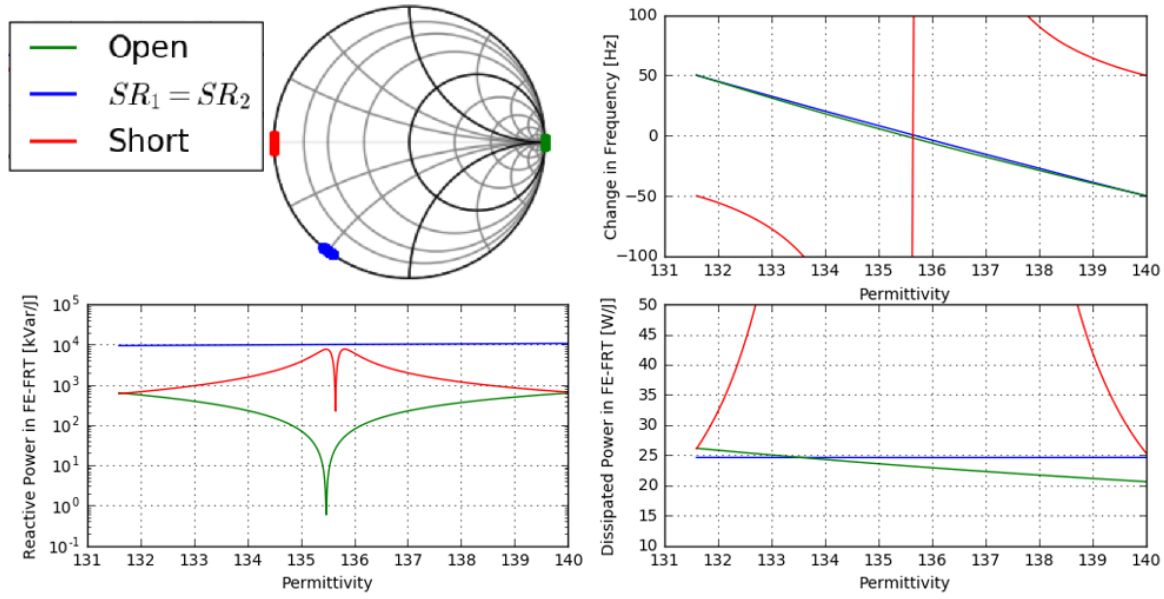 Open
SR₁ = SR₂
Short
Change in Frequency [Hz]
100
50
0
−50
−100
131 132 133 134 135 136 137 138 139 140
Permittivity
Reactive Power in FE-FRT [kVar/J]
10⁵
10⁴
10³
10²
10¹
10⁰
10⁻¹
131 132 133 134 135 136 137 138 139 140
Permittivity
Dissipated Power in FE-FRT [W/J]
50
45
40
35
30
25
20
15
10
131 132 133 134 135 136 137 138 139 140
Permittivity